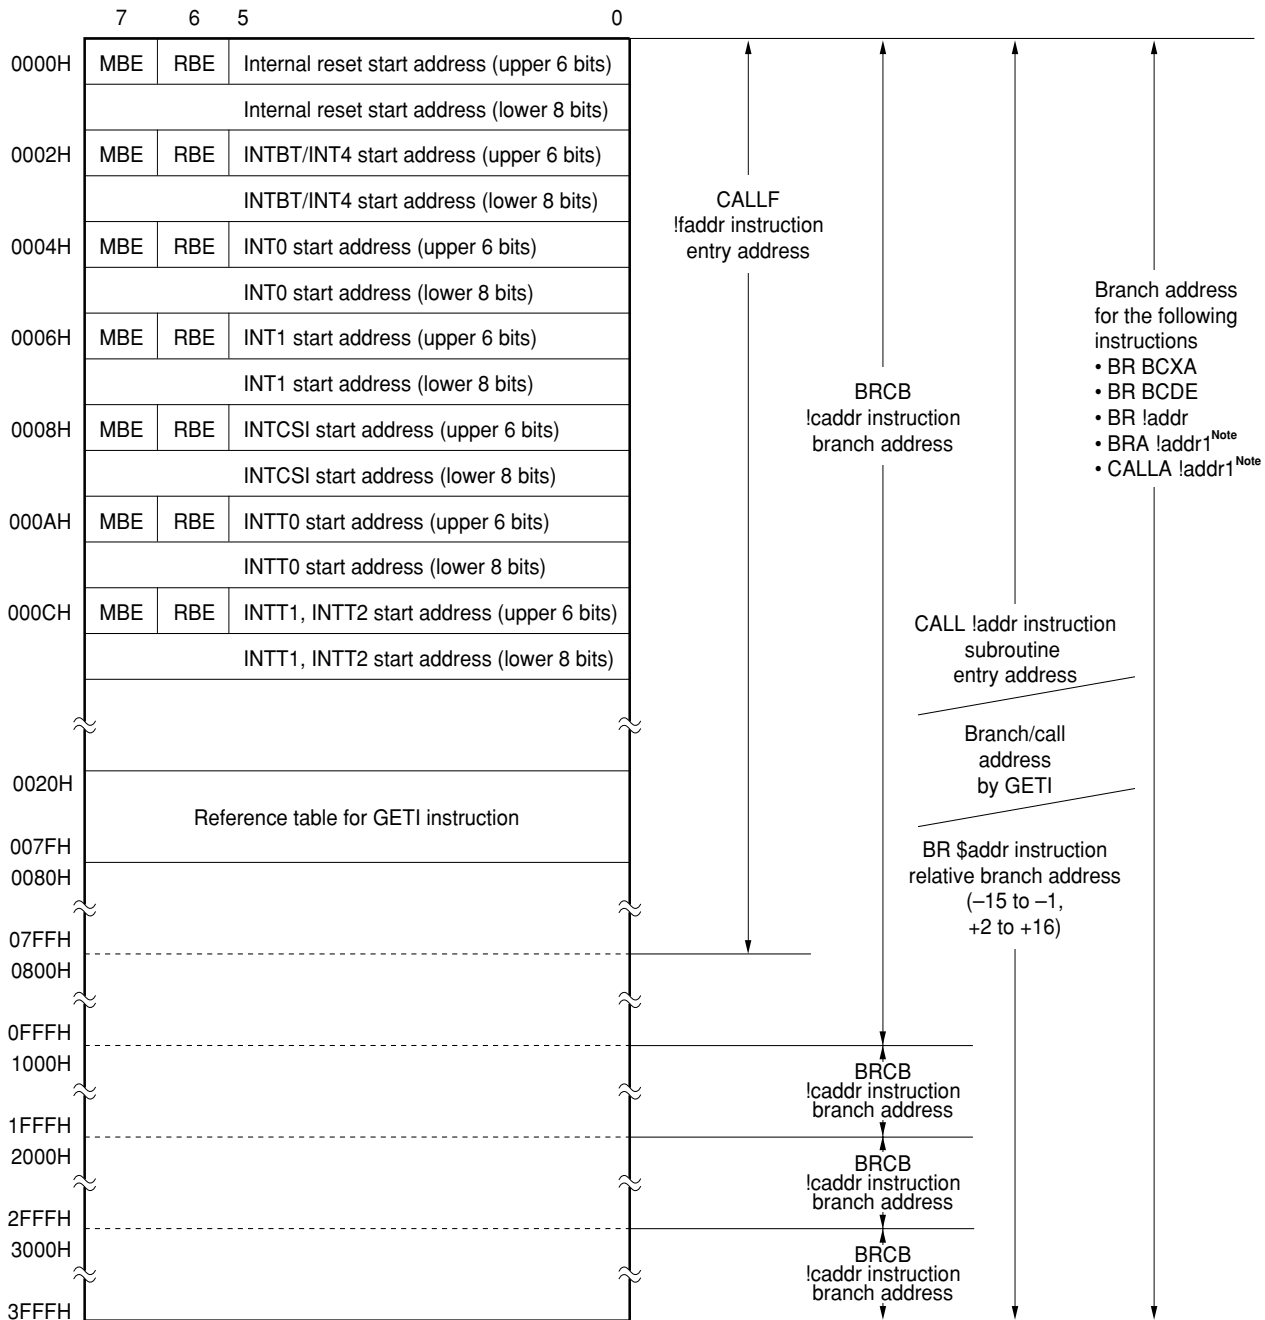 7 6 5 0
0000H MBE RBE Internal reset start address (upper 6 bits)
Internal reset start address (lower 8 bits)
0002H MBE RBE INTBT/INT4 start address (upper 6 bits)
INTBT/INT4 start address (lower 8 bits)
0004H MBE RBE INT0 start address (upper 6 bits)
INT0 start address (lower 8 bits)
0006H MBE RBE INT1 start address (upper 6 bits)
INT1 start address (lower 8 bits)
0008H MBE RBE INTCSI start address (upper 6 bits)
INTCSI start address (lower 8 bits)
000AH MBE RBE INTT0 start address (upper 6 bits)
INTT0 start address (lower 8 bits)
000CH MBE RBE INTT1, INTT2 start address (upper 6 bits)
INTT1, INTT2 start address (lower 8 bits)
0020H
Reference table for GETI instruction
007FH
0080H
07FFH
0800H
0FFFH
1000H
1FFFH
2000H
2FFFH
3000H
3FFFH
CALLF
!faddr instruction
entry address
BRCB
!caddr instruction
branch address
BRCB
!caddr instruction
branch address
BRCB
!caddr instruction
branch address
BRCB
!caddr instruction
branch address
CALL !addr instruction
subroutine
entry address
Branch/call
address
by GETI
BR $addr instruction
relative branch address
(–15 to –1,
+2 to +16)
Branch address
for the following
instructions
• BR BCXA
• BR BCDE
• BR !addr
• BRA !addr1Note
• CALLA !addr1Note